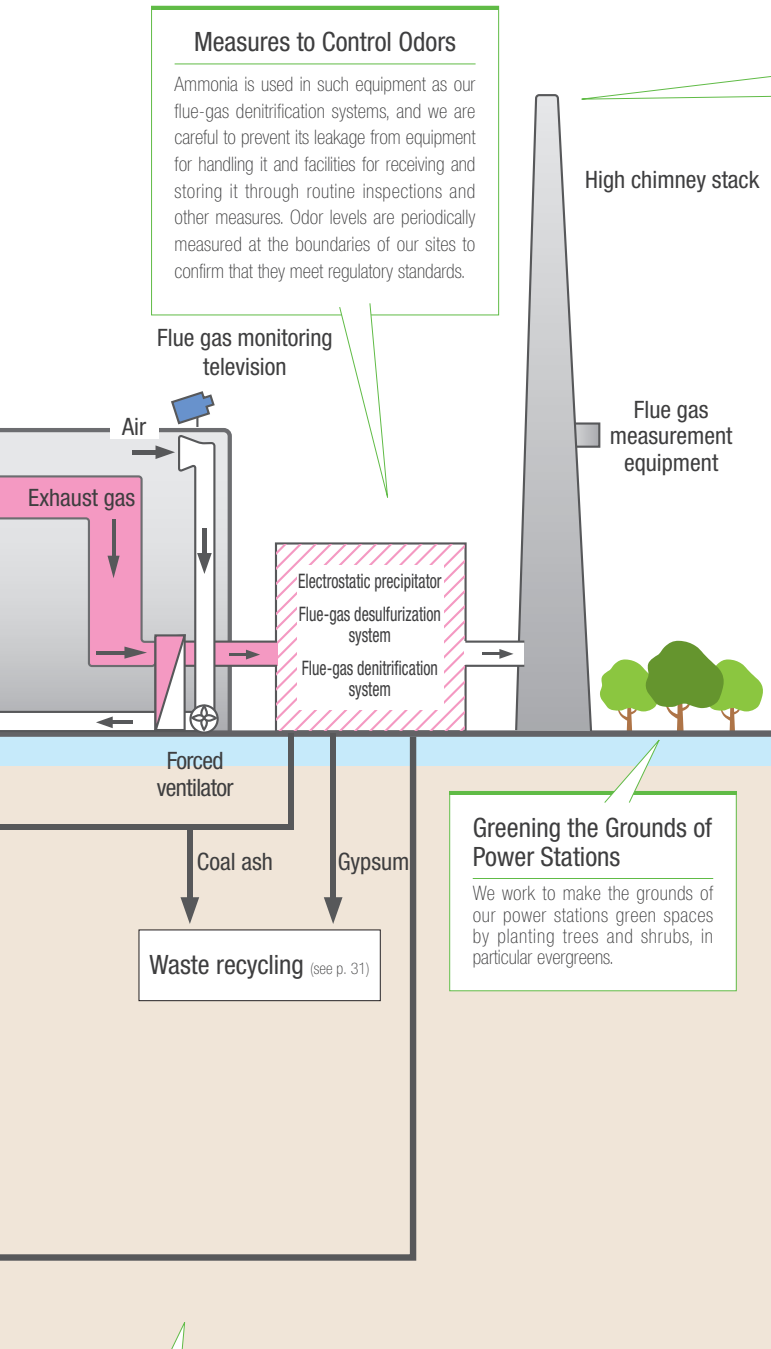 Measures to Control Odors
Ammonia is used in such equipment as our
flue-gas denitrification systems, and we are
careful to prevent its leakage from equipment
for handling it and facilities for receiving and
storing it through routine inspections and
other measures. Odor levels are periodically
measured at the boundaries of our sites to
confirm that they meet regulatory standards.
High chimney stack
Flue gas monitoring
television
Air
Flue gas
measurement
equipment
Exhaust gas
Electrostatic precipitator
Flue-gas desulfurization
system
Flue-gas denitrification
system
Forced
ventilator
Coal ash
Gypsum
Waste recycling (see p. 31)
Greening the Grounds of
Power Stations
We work to make the grounds of
our power stations green spaces
by planting trees and shrubs, in
particular evergreens.